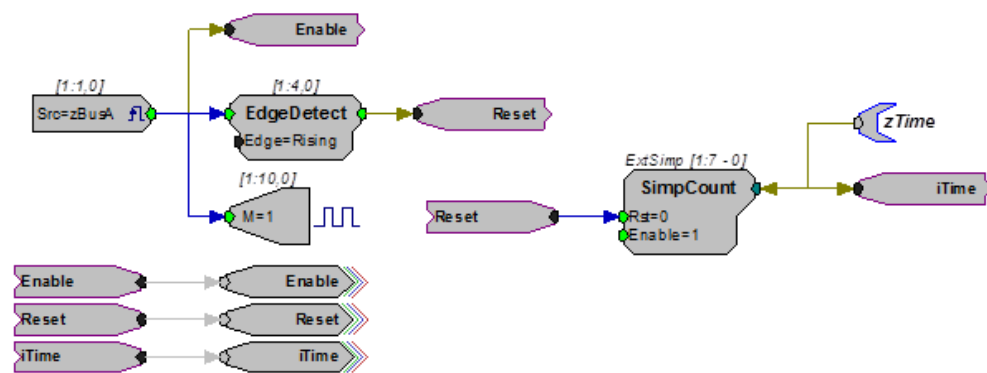 Enable
[1:1,0]
Src=zBusA
[1:4,0]
EdgeDetect
Edge=Rising
Reset
[1:10,0]
M=1
zTime
ExtSimp [1:7 - 0]
SimpCount
Rst=0
Enable=1
Reset
iTime
Enable
Enable
Reset
Reset
iTime
iTime